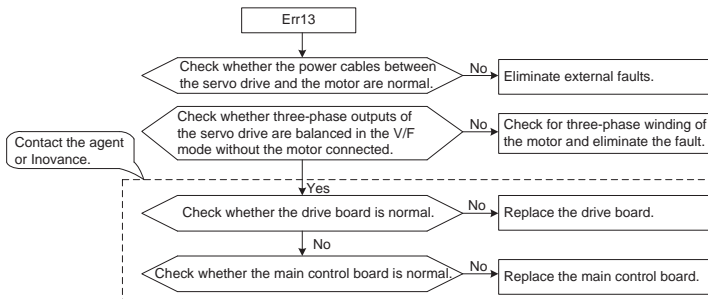 Err13
Check whether the power cables between
the servo drive and the motor are normal.
No
Eliminate external faults.
Check whether three-phase outputs
of the servo drive are balanced in the V/F
mode without the motor connected.
No
Check for three-phase winding of
the motor and eliminate the fault.
Contact the agent
or Inovance.
Yes
Check whether the drive board is normal.
No
Replace the drive board.
No
Check whether the main control board is normal.
No
Replace the main control board.